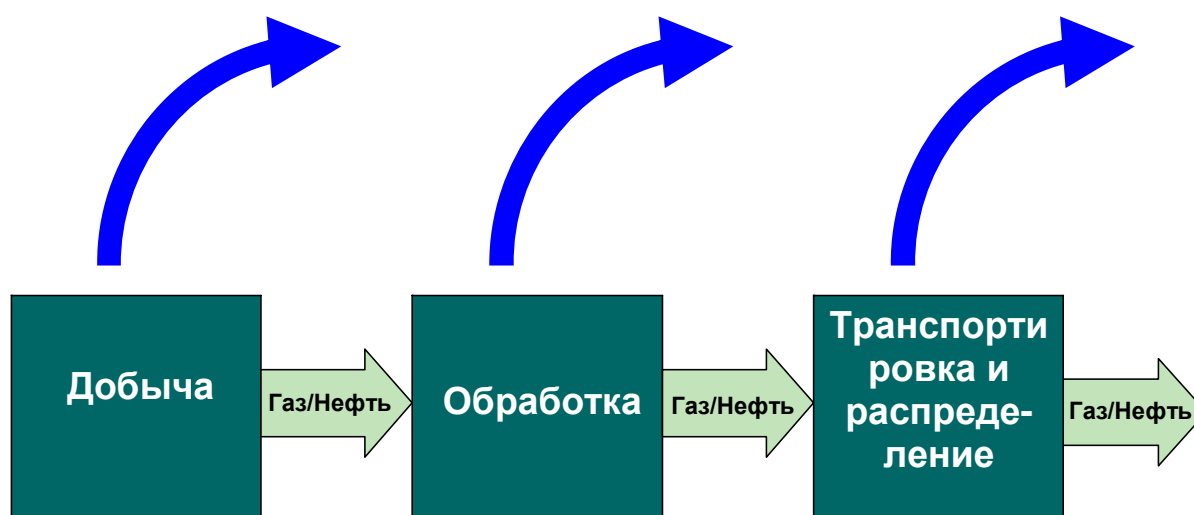 Добыча
Газ/Нефть
Обработка
Газ/Нефть
Транспорти
ровка и
распреде-
ление
Газ/Нефть